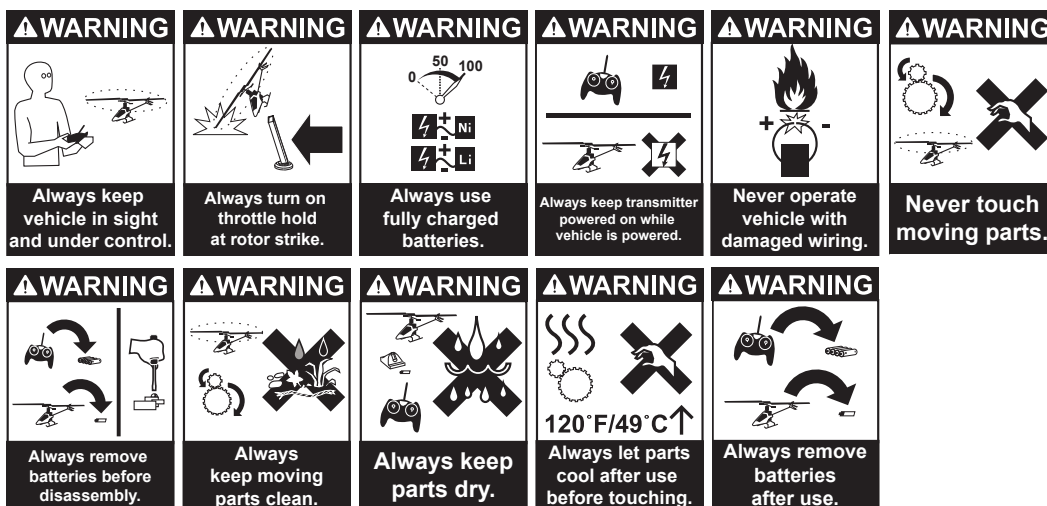 WARNING
0 50 100
+
Ni
-
+
Li
-
Always keep
vehicle in sight
and under control.
WARNING
Always turn on
throttle hold
at rotor strike.
WARNING
Always use
fully charged
batteries.
WARNING
Always keep transmitter
powered on while
vehicle is powered.
WARNING
+ -
Never operate
vehicle with
damaged wiring.
WARNING
Never touch
moving parts.
WARNING
Always remove
batteries before
disassembly.
WARNING
Always
keep moving
parts clean.
WARNING
Always keep
parts dry.
WARNING
120°F/49°C
Always let parts
cool after use
before touching.
WARNING
Always remove
batteries
after use.